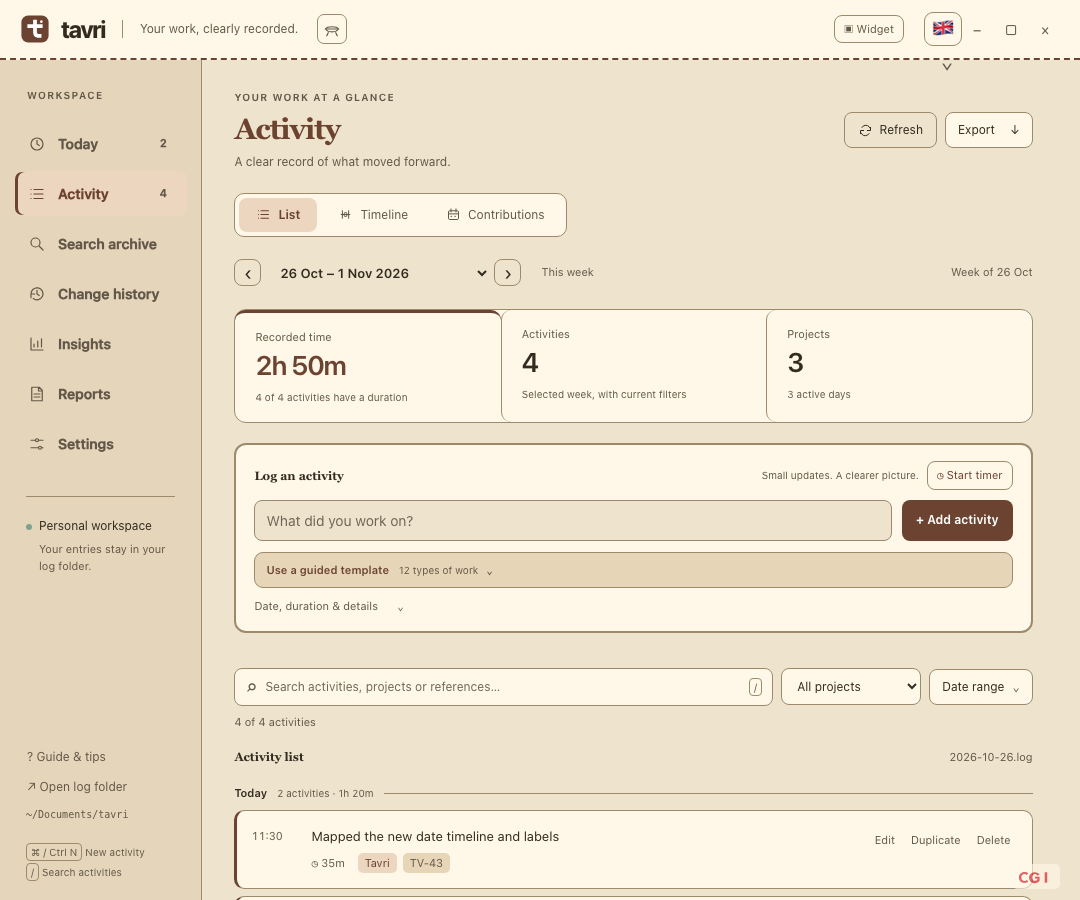 tavri
Your work, clearly recorded.
Widget
WORKSPACE
Today 2
Activity 4
Search archive
Change history
Insights
Reports
Settings
Personal workspace
Your entries stay in your
log folder.
? Guide & tips
↗ Open log folder
~/Documents/tavri
⌘ / Ctrl N New activity
/ Search activities
YOUR WORK AT A GLANCE
Activity
A clear record of what moved forward.
Refresh
Export ↓
List
Timeline
Contributions
26 Oct – 1 Nov 2026
This week
Week of 26 Oct
Recorded time
2h 50m
4 of 4 activities have a duration
Activities
4
Selected week, with current filters
Projects
3
3 active days
Log an activity
Small updates. A clearer picture.
Start timer
What did you work on?
+ Add activity
Use a guided template 12 types of work
Date, duration & details
Search activities, projects or references...
/
All projects
Date range
4 of 4 activities
Activity list
2026-10-26.log
Today 2 activities · 1h 20m
11:30 Mapped the new date timeline and labels
Edit Duplicate Delete
35m Tavri TV-43
CGI